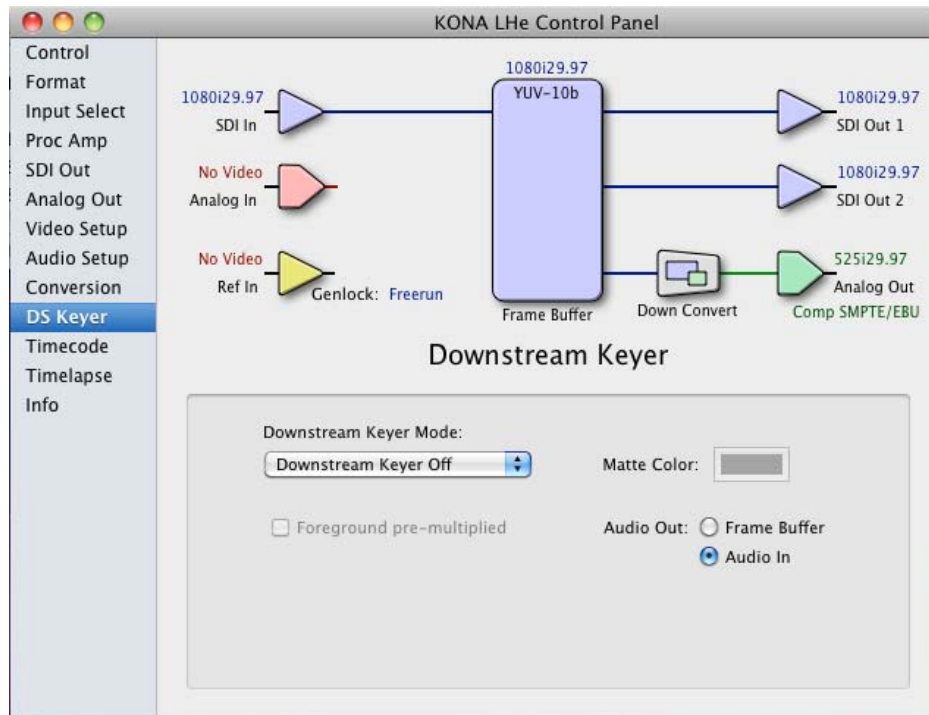 KONA LHe Control Panel
Control
Format
Input Select
Proc Amp
SDI Out
Analog Out
Video Setup
Audio Setup
Conversion
DS Keyer
Timecode
Timelapse
Info
1080i29.97
YUV-10b
1080i29.97
SDI In
1080i29.97
SDI Out 1
No Video
Analog In
1080i29.97
SDI Out 2
No Video
Ref In
Genlock: Freerun
Frame Buffer
Down Convert
525i29.97
Analog Out
Comp SMPTE/EBU
Downstream Keyer
Downstream Keyer Mode:
Downstream Keyer Off
Matte Color:
Foreground pre-multiplied
Audio Out: Frame Buffer
Audio In